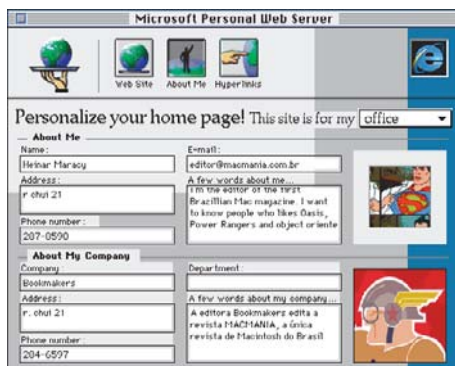 Microsoft Personal Web Server
Web Site About Me Hyperlinks
Personalize your home page! This site is for my office
About Me
Name:
Heinar Maracy
E-mail:
editor@macmania.com.br
Address:
r chui 21
A few words about me...
I'm the editor of the first
Brazillian Mac magazine. I want
to know people who likes Oasis,
Power Rangers and object oriente
Phone number:
287-0590
About My Company
Company:
Bookmakers
Department:
Address:
r. chui 21
A few words about my company...
A editora Bookmakers edita a
revista MACMANIA, a única
revista de Macintosh do Brasil
Phone number:
284-6597